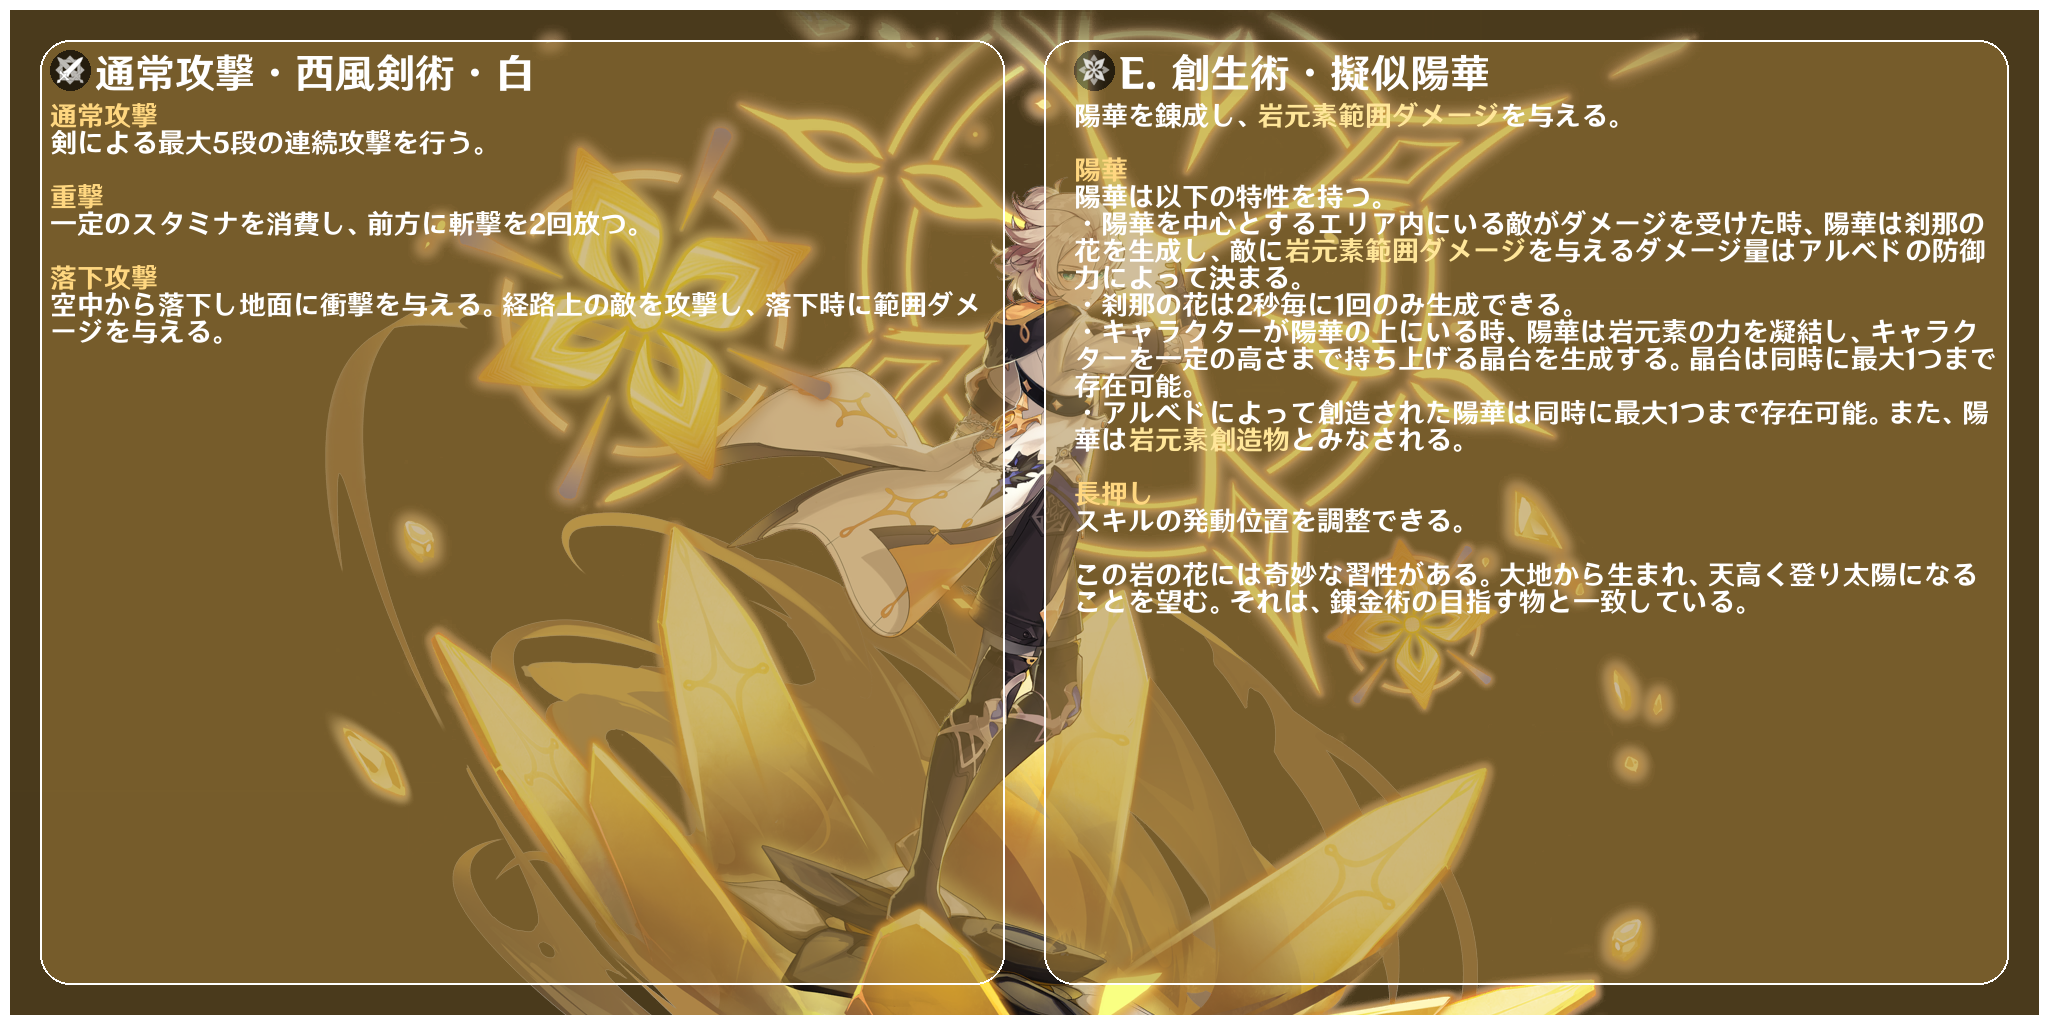 通常攻撃・西風剣術・白
通常攻撃
剣による最大5段の連続攻撃を行う。
重撃
一定のスタミナを消費し、前方に斬撃を2回放つ。
落下攻撃
空中から落下し地面に衝撃を与える。経路上の敵を攻撃し、落下時に範囲ダメ
ージを与える。
E. 創生術・擬似陽華
陽華を錬成し、岩元素範囲ダメージを与える。
陽華
陽華は以下の特性を持つ。
・陽華を中心とするエリア内にいる敵がダメージを受けた時、陽華は刹那の
花を生成し、敵に岩元素範囲ダメージを与えるダメージ量はアルベドの防御
力によって決まる。
・刹那の花は2秒毎に1回のみ生成できる。
・キャラクターが陽華の上にいる時、陽華は岩元素の力を凝結し、キャラク
ターを一定の高さまで持ち上げる晶台を生成する。晶台は同時に最大1つまで
存在可能。
・アルベドによって創造された陽華は同時に最大1つまで存在可能。また、陽
華は岩元素創造物とみなされる。
長押し
スキルの発動位置を調整できる。
この岩の花には奇妙な習性がある。大地から生まれ、天高く登り太陽になる
ことを望む。それは、錬金術の目指す物と一致している。